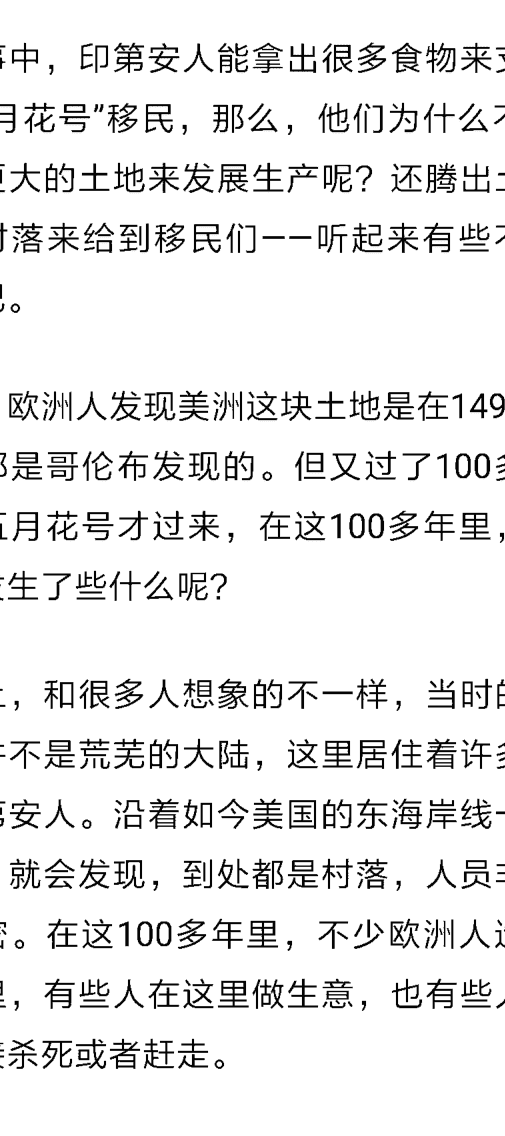 中，印第安人能拿出很多食物来
月花号”移民，那么，他们为什么不
大的土地来发展生产呢？还腾出
落来给到移民们——听起来有些不
。
欧洲人发现美洲这块土地是在149
是哥伦布发现的。但又过了100多
五月花号才过来，在这100多年里，
发生了些什么呢？
，和很多人想象的不一样，当时的
不是荒芜的大陆，这里居住着许多
第安人。沿着如今美国的东海岸线一
就会发现，到处都是村落，人员非
。在这100多年里，不少欧洲人
里，有些人在这里做生意，也有些人
杀死或者赶走。